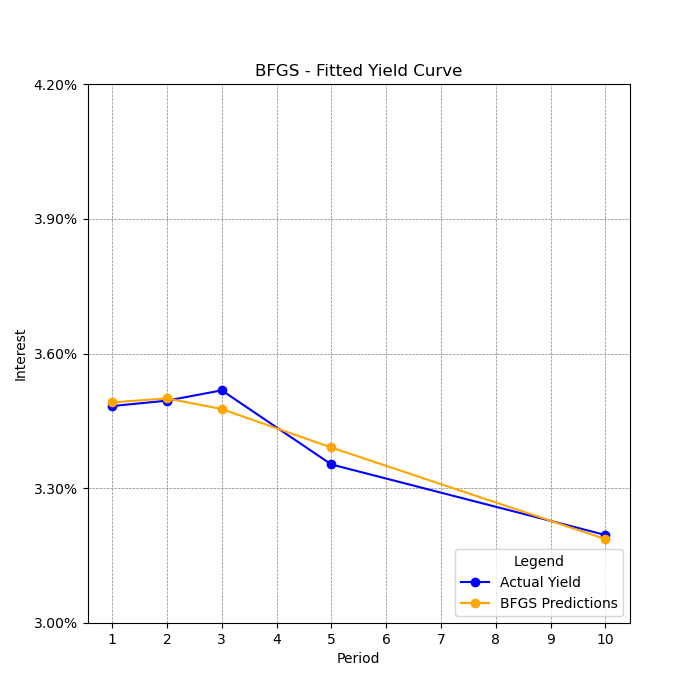 BFGS - Fitted Yield Curve
4.20%
3.90%
3.60%
3.30%
3.00%
Interest
1 2 3 4 5 6 7 8 9 10
Period
Legend
Actual Yield
BFGS Predictions